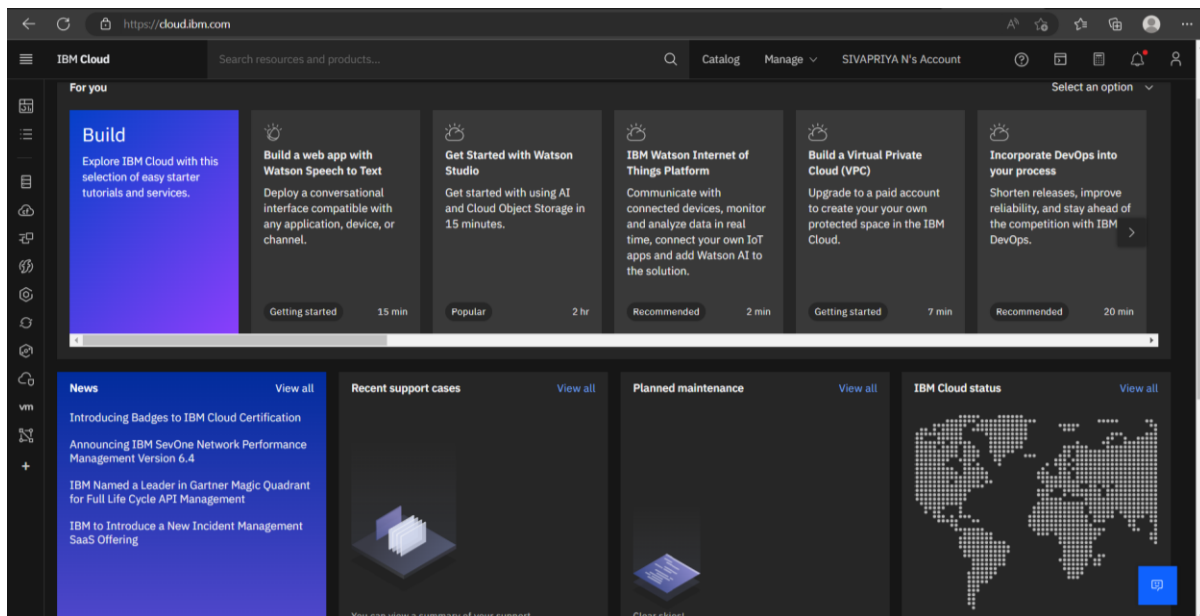 https://cloud.ibm.com
IBM Cloud
Search resources and products...
Catalog
Manage
SIVAPRIYA N's Account
For you
Select an option
Build
Explore IBM Cloud with this
selection of easy starter
tutorials and services.
Build a web app with
Watson Speech to Text
Deploy a conversational
interface compatible with
any application, device, or
channel.
Getting started
15 min
Get Started with Watson
Studio
Get started with using AI
and Cloud Object Storage in
15 minutes.
Popular
2 hr
IBM Watson Internet of
Things Platform
Communicate with
connected devices, monitor
and analyze data in real
time, connect your own IoT
apps and add Watson AI to
the solution.
Recommended
2 min
Build a Virtual Private
Cloud (VPC)
Upgrade to a paid account
to create your your own
protected space in the IBM
Cloud.
Getting started
7 min
Incorporate DevOps into
your process
Shorten releases, improve
reliability, and stay ahead of
the competition with IBM
DevOps.
Recommended
20 min
vm
News
View all
Introducing Badges to IBM Cloud Certification
Announcing IBM SevOne Network Performance
Management Version 6.4
IBM Named a Leader in Gartner Magic Quadrant
for Full Life Cycle API Management
IBM to Introduce a New Incident Management
SaaS Offering
Recent support cases
View all
You can view a summary of your support
Planned maintenance
View all
Clear skies!
IBM Cloud status
View all